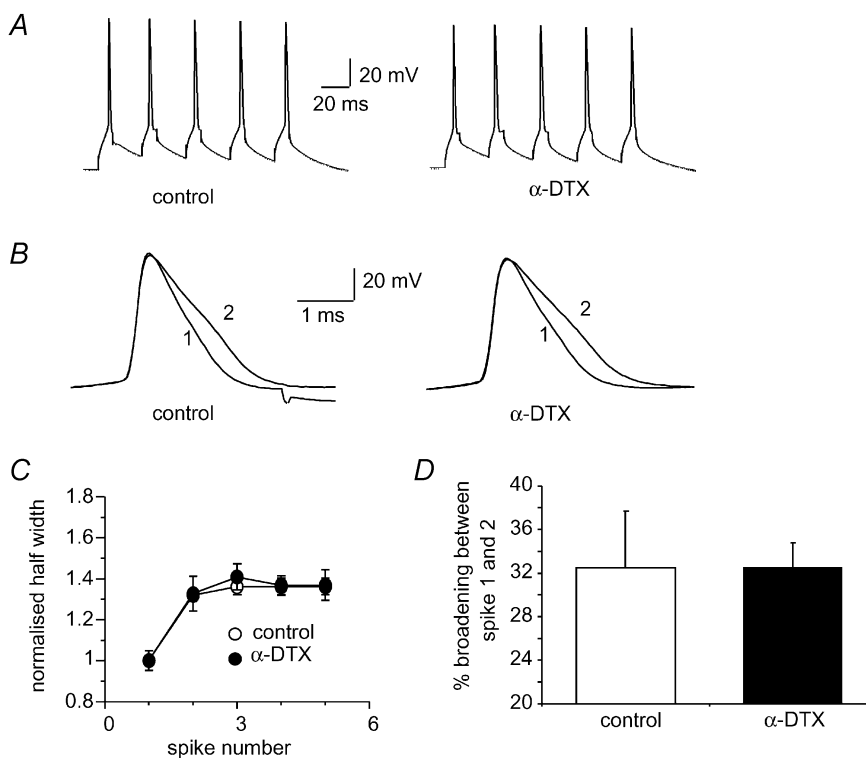 A
20 mV
20 ms
control
α-DTX
B
20 mV
1 ms
1
2
control
1
2
α-DTX
C
normalised half width
1.8
1.6
1.4
1.2
1
0.8
0
3
6
spike number
control
α-DTX
D
% broadening between
spike 1 and 2
40
36
32
28
24
20
control
α-DTX